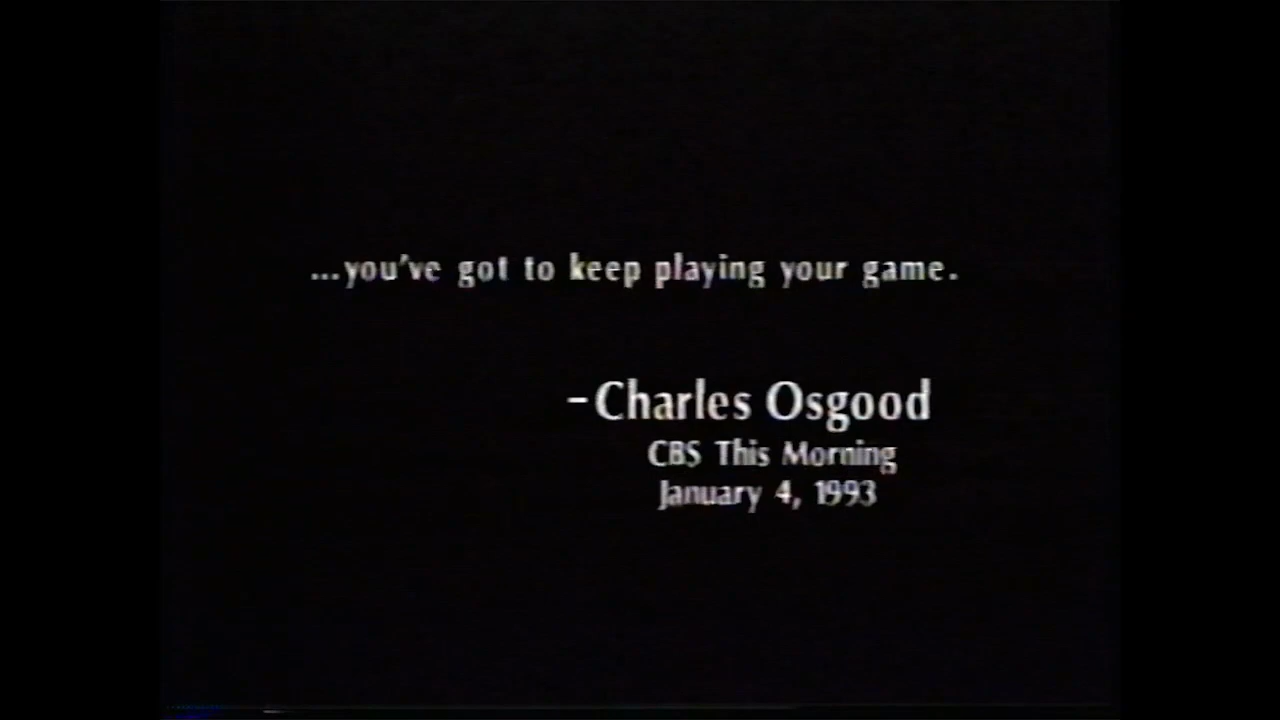 ...you've got to keep playing your game.
-Charles Osgood
CBS This Morning
January 4, 1993